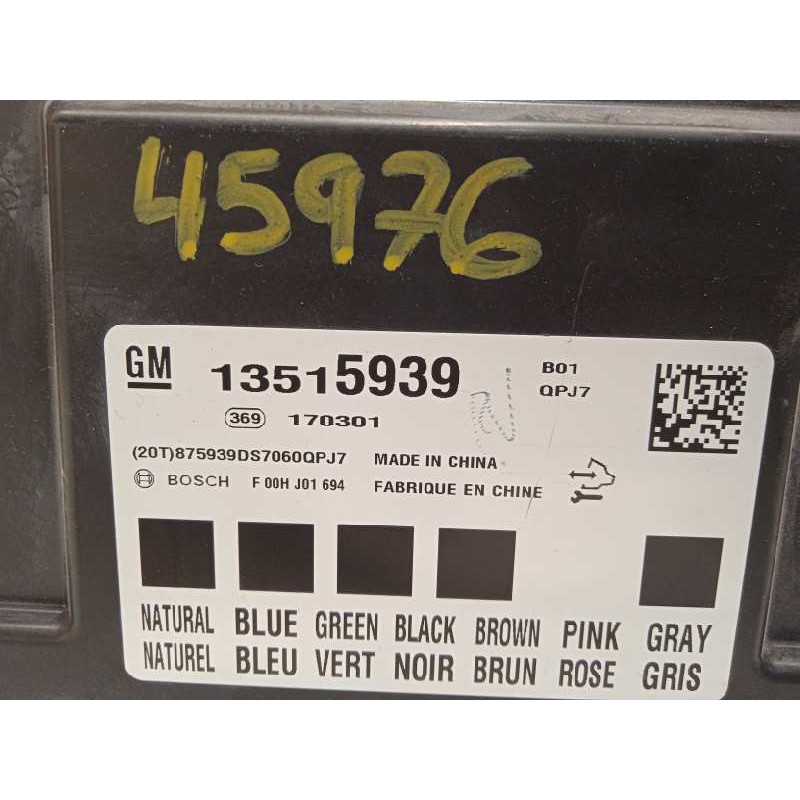 45976
GM 13515939 B01
QPJ7
369 170301
(20T)875939DS7060QPJ7 MADE IN CHINA
BOSCH F 00H J01 694 FABRIQUE EN CHINE
NATURAL BLUE GREEN BLACK BROWN PINK GRAY
NATUREL BLEU VERT NOIR BRUN ROSE GRIS